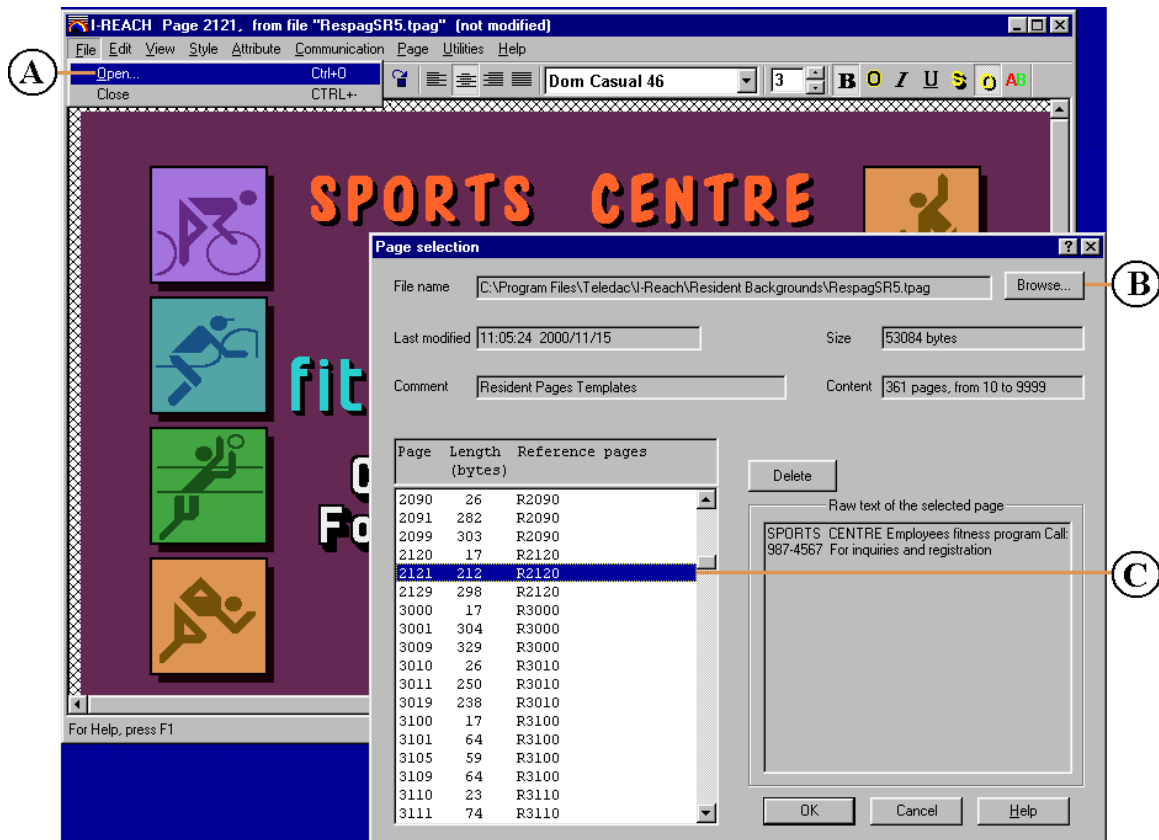 I-REACH Page 2121, from file "RespagSR5.tpag" (not modified)
File Edit View Style Attribute Communication Page Utilities Help
A
Open... Ctrl+O
Close CTRL+-
Dom Casual 46 3 B O I U S O AB
SPORTS CENTRE
fit
Fo
Page selection
File name C:\Program Files\Teledac\I-Reach\Resident Backgrounds\RespagSR5.tpag Browse...
B
Last modified 11:05:24 2000/11/15 Size 53084 bytes
Comment Resident Pages Templates Content 361 pages, from 10 to 9999
Page Length Reference pages
(bytes)
2090 26 R2090
2091 282 R2090
2099 303 R2090
2120 17 R2120
2121 212 R2120
2129 298 R2120
3000 17 R3000
3001 304 R3000
3009 329 R3000
3010 26 R3010
3011 250 R3010
3019 238 R3010
3100 17 R3100
3101 64 R3100
3105 59 R3100
3109 64 R3100
3110 23 R3110
3111 74 R3110
C
Delete
Raw text of the selected page
SPORTS CENTRE Employees fitness program Call:
987-4567 For inquiries and registration
OK Cancel Help
For Help, press F1